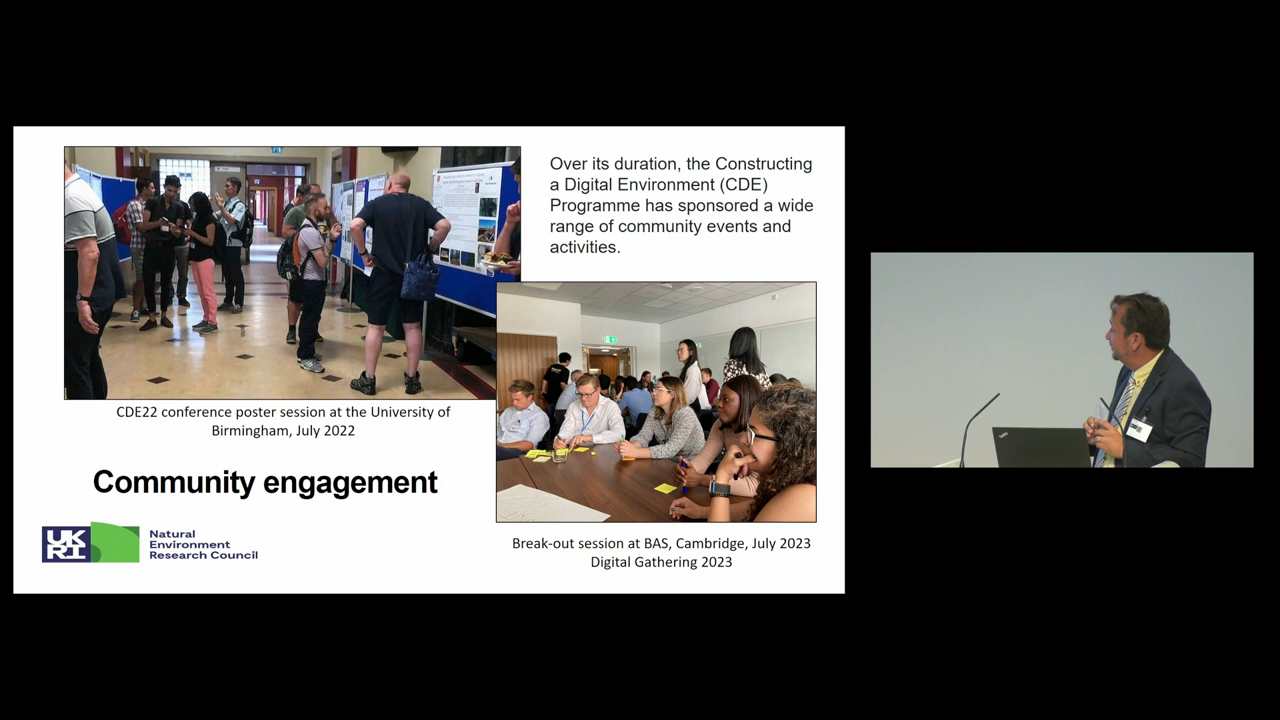 Over its duration, the Constructing
a Digital Environment (CDE)
Programme has sponsored a wide
range of community events and
activities.
CDE22 conference poster session at the University of
Birmingham, July 2022
Community engagement
UK
RI
Natural
Environment
Research Council
Break-out session at BAS, Cambridge, July 2023
Digital Gathering 2023